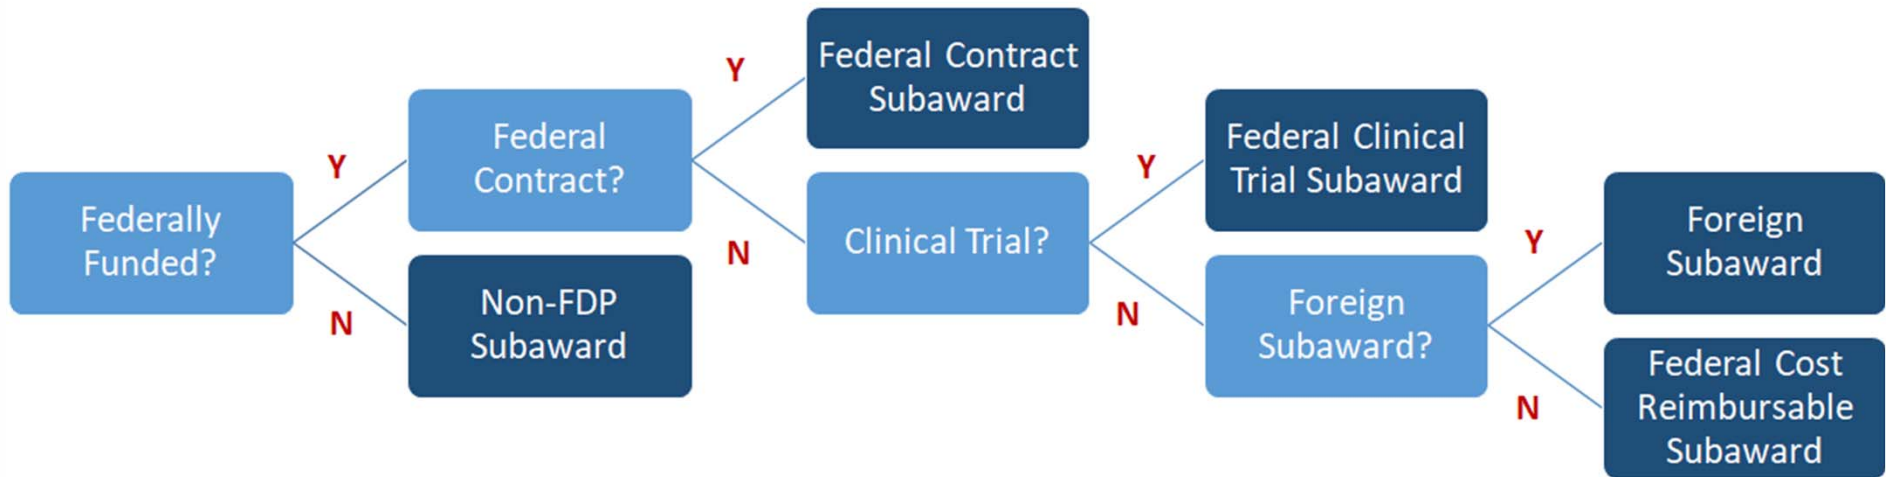 Federally
Funded?
Y
N
Federal
Contract?
Non-FDP
Subaward
Y
N
Federal Contract
Subaward
Clinical Trial?
Y
N
Federal Clinical
Trial Subaward
Foreign
Subaward?
Y
N
Foreign
Subaward
Federal Cost
Reimbursable
Subaward